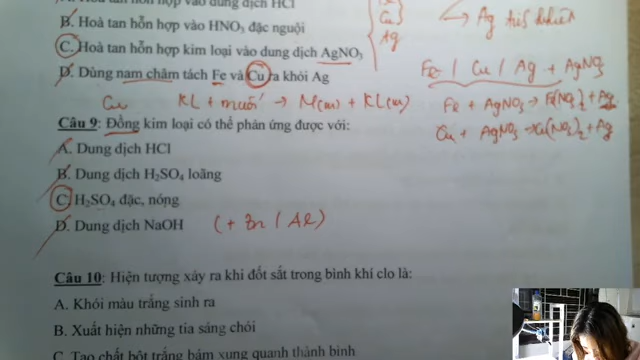 dung dịch HCl
B. Hoà tan hỗn hợp vào HNO₃ đặc nguội
C. Hoà tan hỗn hợp kim loại vào dung dịch AgNO₃
D. Dùng nam châm tách Fe và Cu ra khỏi Ag
Cu
Ag
→ Ag
Fe / Cu / Ag + AgNO₃
Fe + AgNO₃ → Fe(NO₃)₂ + Ag
Cu + AgNO₃ → Cu(NO₃)₂ + Ag
Cu KL + muối → M(m) + KL(m)
Câu 9: Đồng kim loại có thể phản ứng được với:
A. Dung dịch HCl
B. Dung dịch H₂SO₄ loãng
C. H₂SO₄ đặc, nóng
D. Dung dịch NaOH (+ Zn / Al)
Câu 10: Hiện tượng xảy ra khi đốt sắt trong bình khí clo là:
A. Khói màu trắng sinh ra
B. Xuất hiện những tia sáng chói
C. Tạo chất bột trắng bám xung quanh thành bình